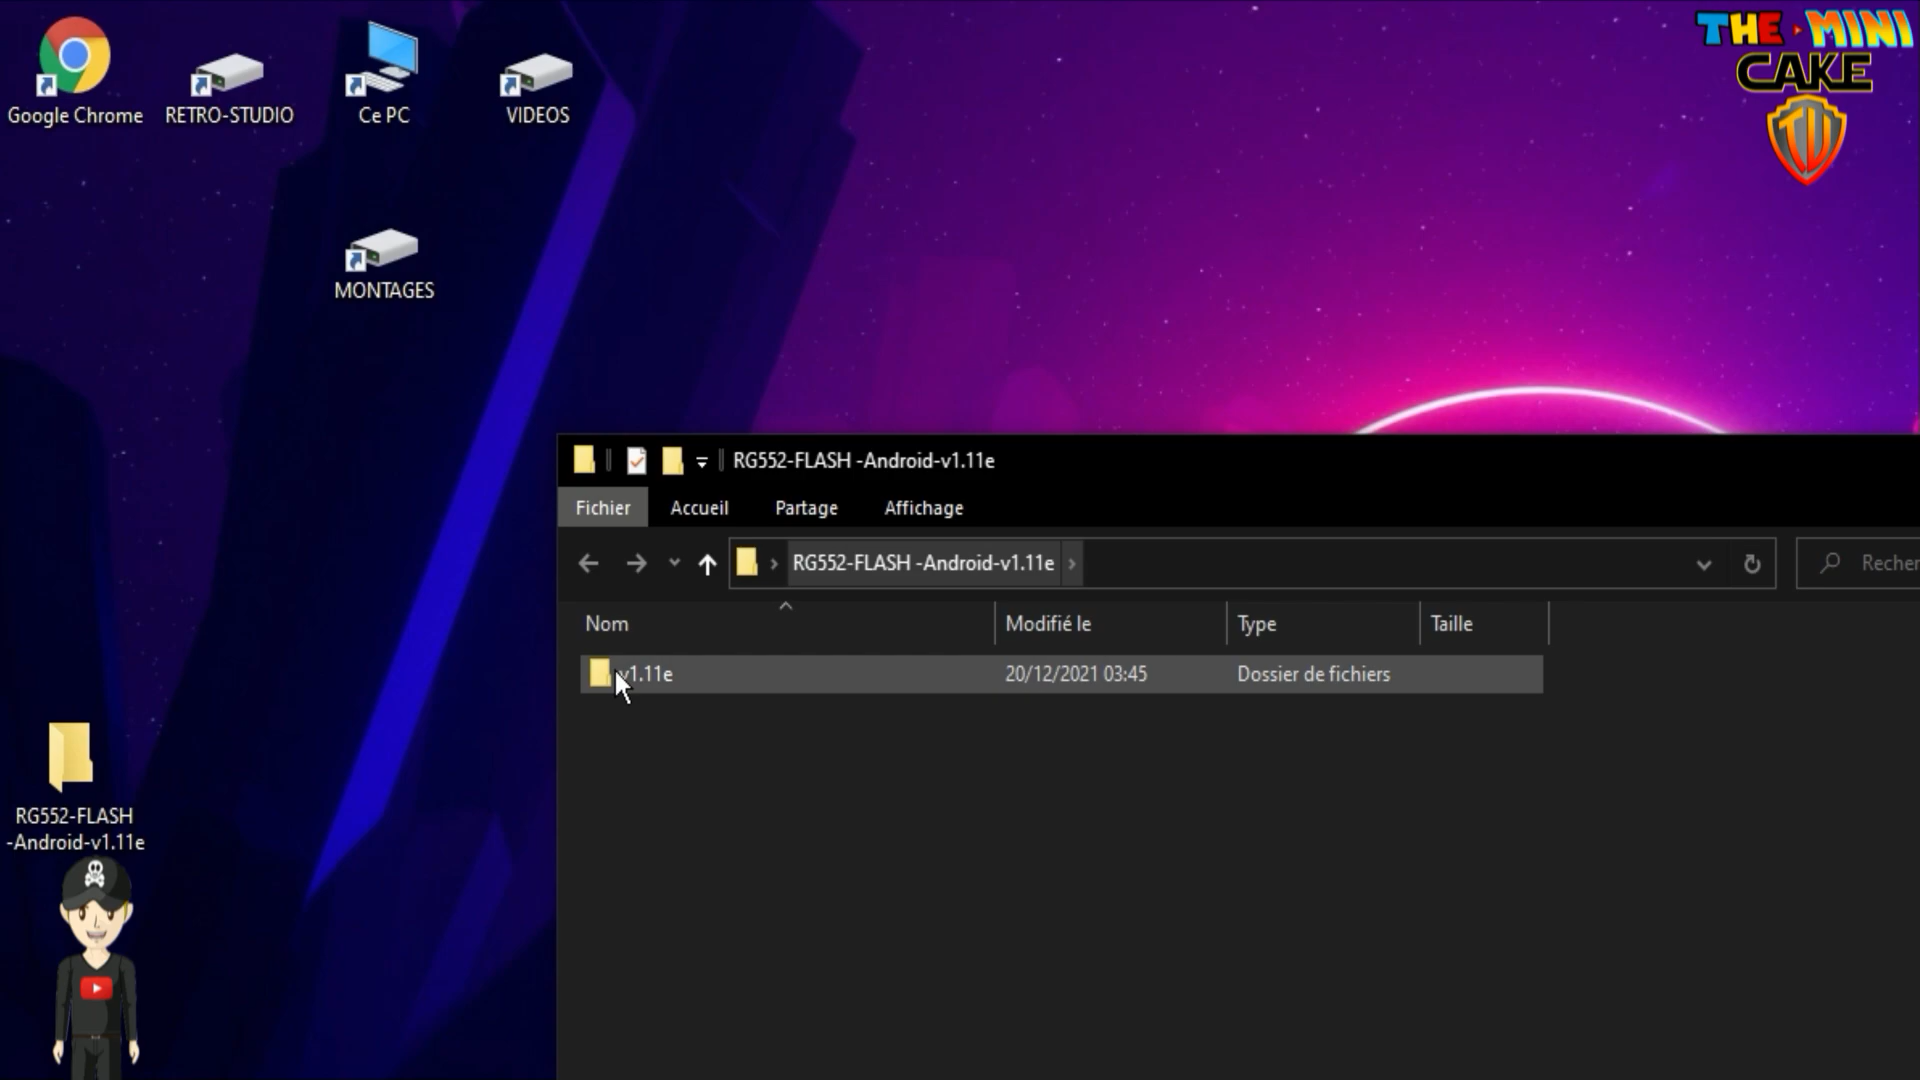 Google Chrome
RETRO-STUDIO
Ce PC
VIDEOS
MONTAGES
THE MINI
CAKE
TU
RG552-FLASH -Android-v1.11e
Fichier
Accueil
Partage
Affichage
RG552-FLASH -Android-v1.11e
Recher
Nom
Modifié le
Type
Taille
v1.11e
20/12/2021 03:45
Dossier de fichiers
RG552-FLASH
-Android-v1.11e